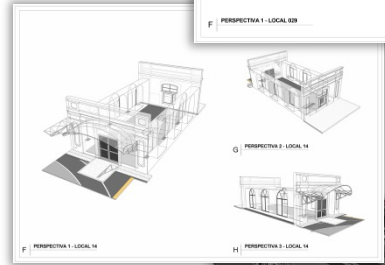 F PERSPECTIVA 1 - LOCAL 029
G PERSPECTIVA 2 - LOCAL 14
F PERSPECTIVA 1 - LOCAL 14
H PERSPECTIVA 3 - LOCAL 14